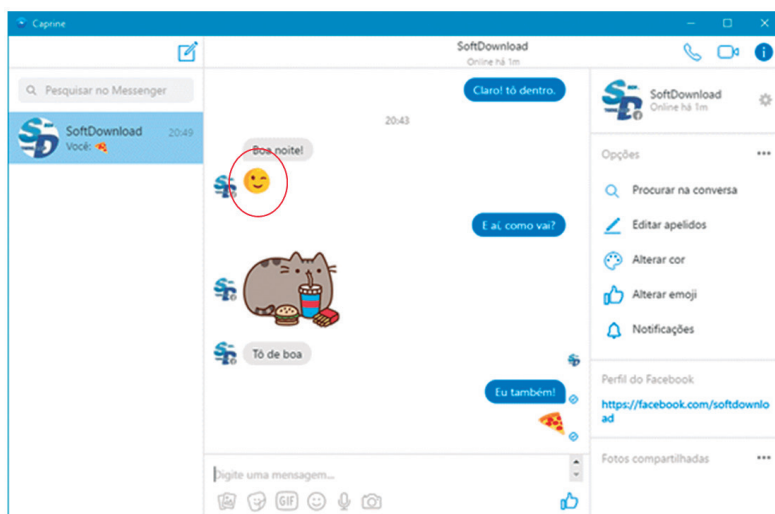 Caprine
Pesquisar no Messenger
SoftDownload 20:49
Você:
SoftDownload
Online há 1m
Claro! tô dentro.
20:43
Boa noite!
E aí, como vai?
Tô de boa
Eu também!
Digite uma mensagem...
GIF
SoftDownload
Online há 1m
Opções
Procurar na conversa
Editar apelidos
Alterar cor
Alterar emoji
Notificações
Perfil do Facebook
https://facebook.com/softdownlo
ad
Fotos compartilhadas